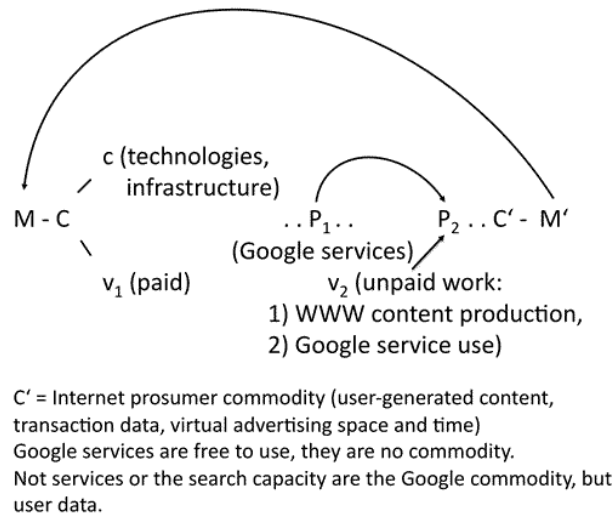 c (technologies,
infrastructure)
M - C . . P₁ . . P₂ . . C‘ - M‘
(Google services)
v₁ (paid) v₂ (unpaid work:
1) WWW content production,
2) Google service use)
C‘ = Internet prosumer commodity (user-generated content,
transaction data, virtual advertising space and time)
Google services are free to use, they are no commodity.
Not services or the search capacity are the Google commodity, but
user data.